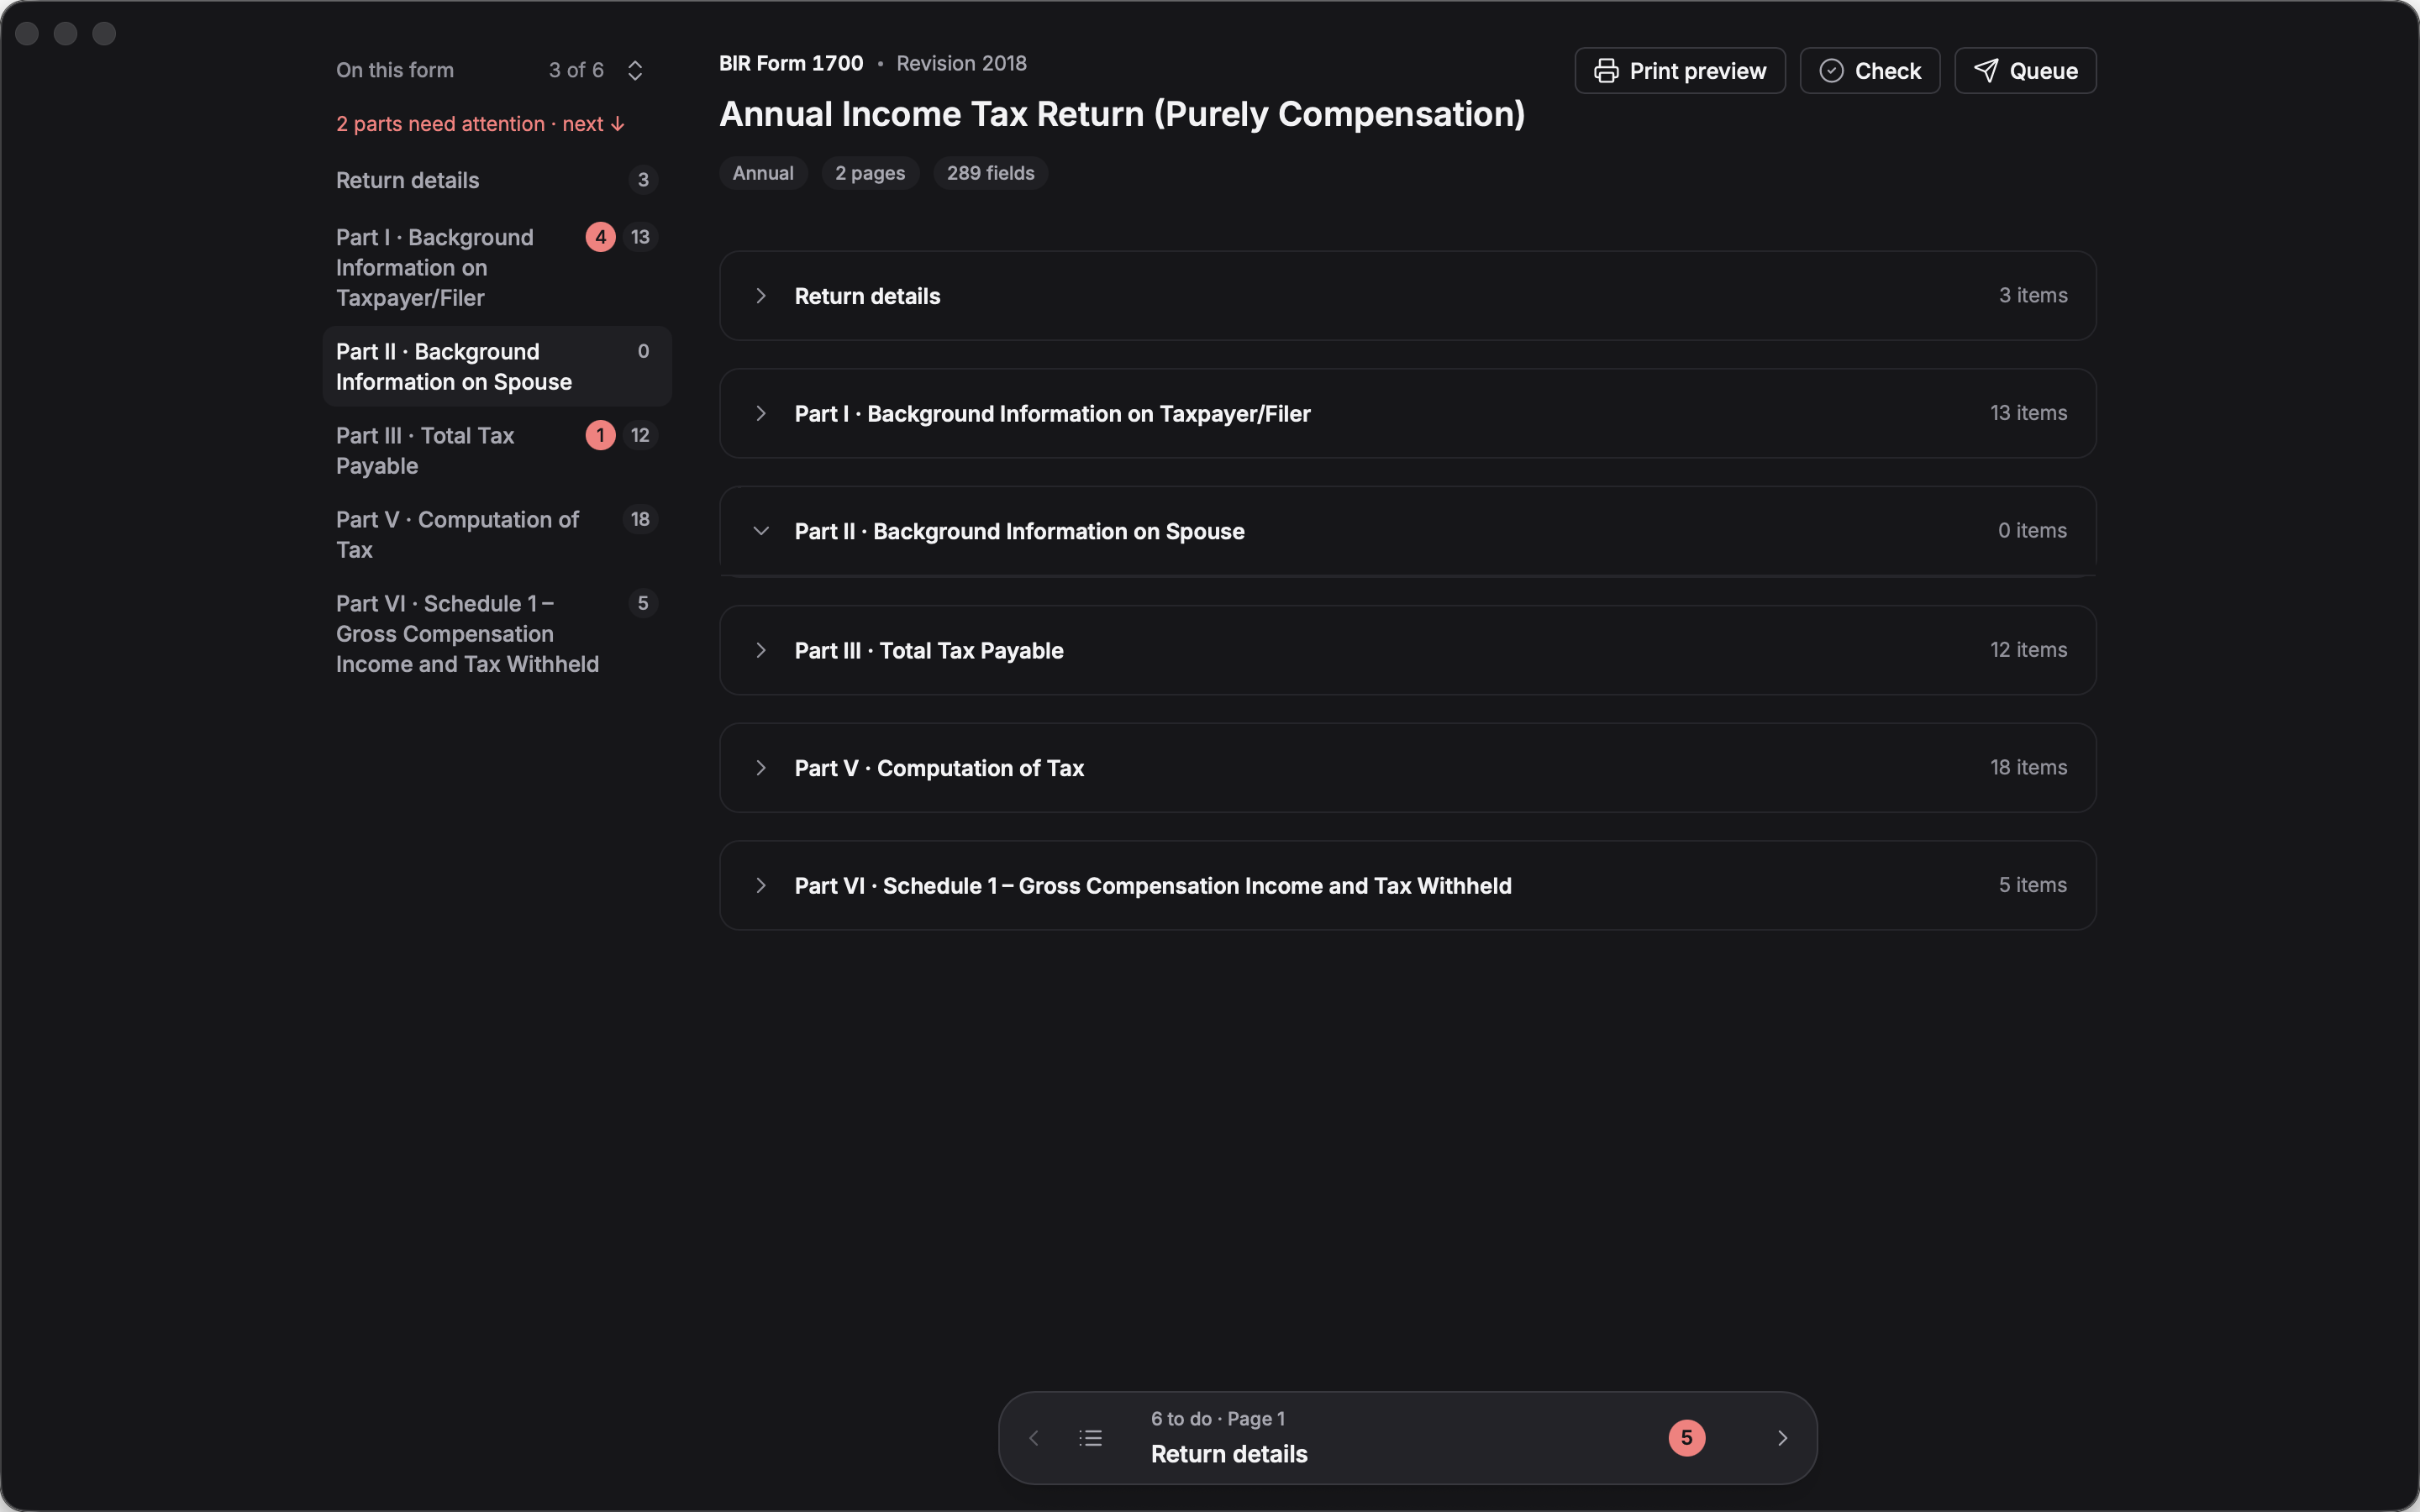 On this form
3 of 6
2 parts need attention · next ↓
Return details
3
Part I · Background
Information on
Taxpayer/Filer
4
13
Part II · Background
Information on Spouse
0
Part III · Total Tax
Payable
1
12
Part V · Computation of
Tax
18
Part VI · Schedule 1 –
Gross Compensation
Income and Tax Withheld
5
BIR Form 1700 • Revision 2018
Annual Income Tax Return (Purely Compensation)
Annual
2 pages
289 fields
Print preview
Check
Queue
Return details
3 items
Part I · Background Information on Taxpayer/Filer
13 items
Part II · Background Information on Spouse
0 items
Part III · Total Tax Payable
12 items
Part V · Computation of Tax
18 items
Part VI · Schedule 1 – Gross Compensation Income and Tax Withheld
5 items
6 to do · Page 1
Return details
5